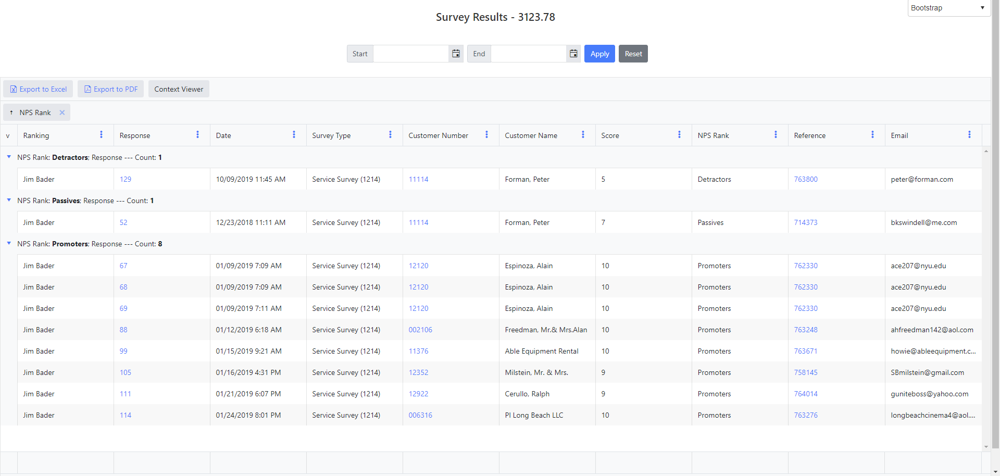 Bootstrap
Survey Results - 3123.78
Start End Apply Reset
Export to Excel Export to PDF Context Viewer
NPS Rank
v Ranking Response Date Survey Type Customer Number Customer Name Score NPS Rank Reference Email
NPS Rank: Detractors; Response --- Count: 1
Jim Bader 129 10/09/2019 11:45 AM Service Survey (1214) 11114 Forman, Peter 5 Detractors 763800 peter@forman.com
NPS Rank: Passives; Response --- Count: 1
Jim Bader 52 12/23/2018 11:11 AM Service Survey (1214) 11114 Forman, Peter 7 Passives 714373 bkswindell@me.com
NPS Rank: Promoters; Response --- Count: 8
Jim Bader 67 01/09/2019 7:09 AM Service Survey (1214) 12120 Espinoza, Alain 10 Promoters 762330 ace207@nyu.edu
Jim Bader 68 01/09/2019 7:09 AM Service Survey (1214) 12120 Espinoza, Alain 10 Promoters 762330 ace207@nyu.edu
Jim Bader 69 01/09/2019 7:11 AM Service Survey (1214) 12120 Espinoza, Alain 10 Promoters 762330 ace207@nyu.edu
Jim Bader 88 01/12/2019 6:18 AM Service Survey (1214) 002106 Freedman, Mr.& Mrs.Alan 10 Promoters 763248 ahfreedman142@aol.com
Jim Bader 99 01/15/2019 9:21 AM Service Survey (1214) 11376 Able Equipment Rental 10 Promoters 763671 howie@ableequipment.c...
Jim Bader 105 01/16/2019 4:31 PM Service Survey (1214) 12352 Milstein, Mr. & Mrs. 9 Promoters 758145 SBmilstein@gmail.com
Jim Bader 111 01/21/2019 6:07 PM Service Survey (1214) 12922 Cerullo, Ralph 9 Promoters 764014 guniteboss@yahoo.com
Jim Bader 114 01/24/2019 8:01 PM Service Survey (1214) 006316 PI Long Beach LLC 10 Promoters 763276 longbeachcinema4@aol....